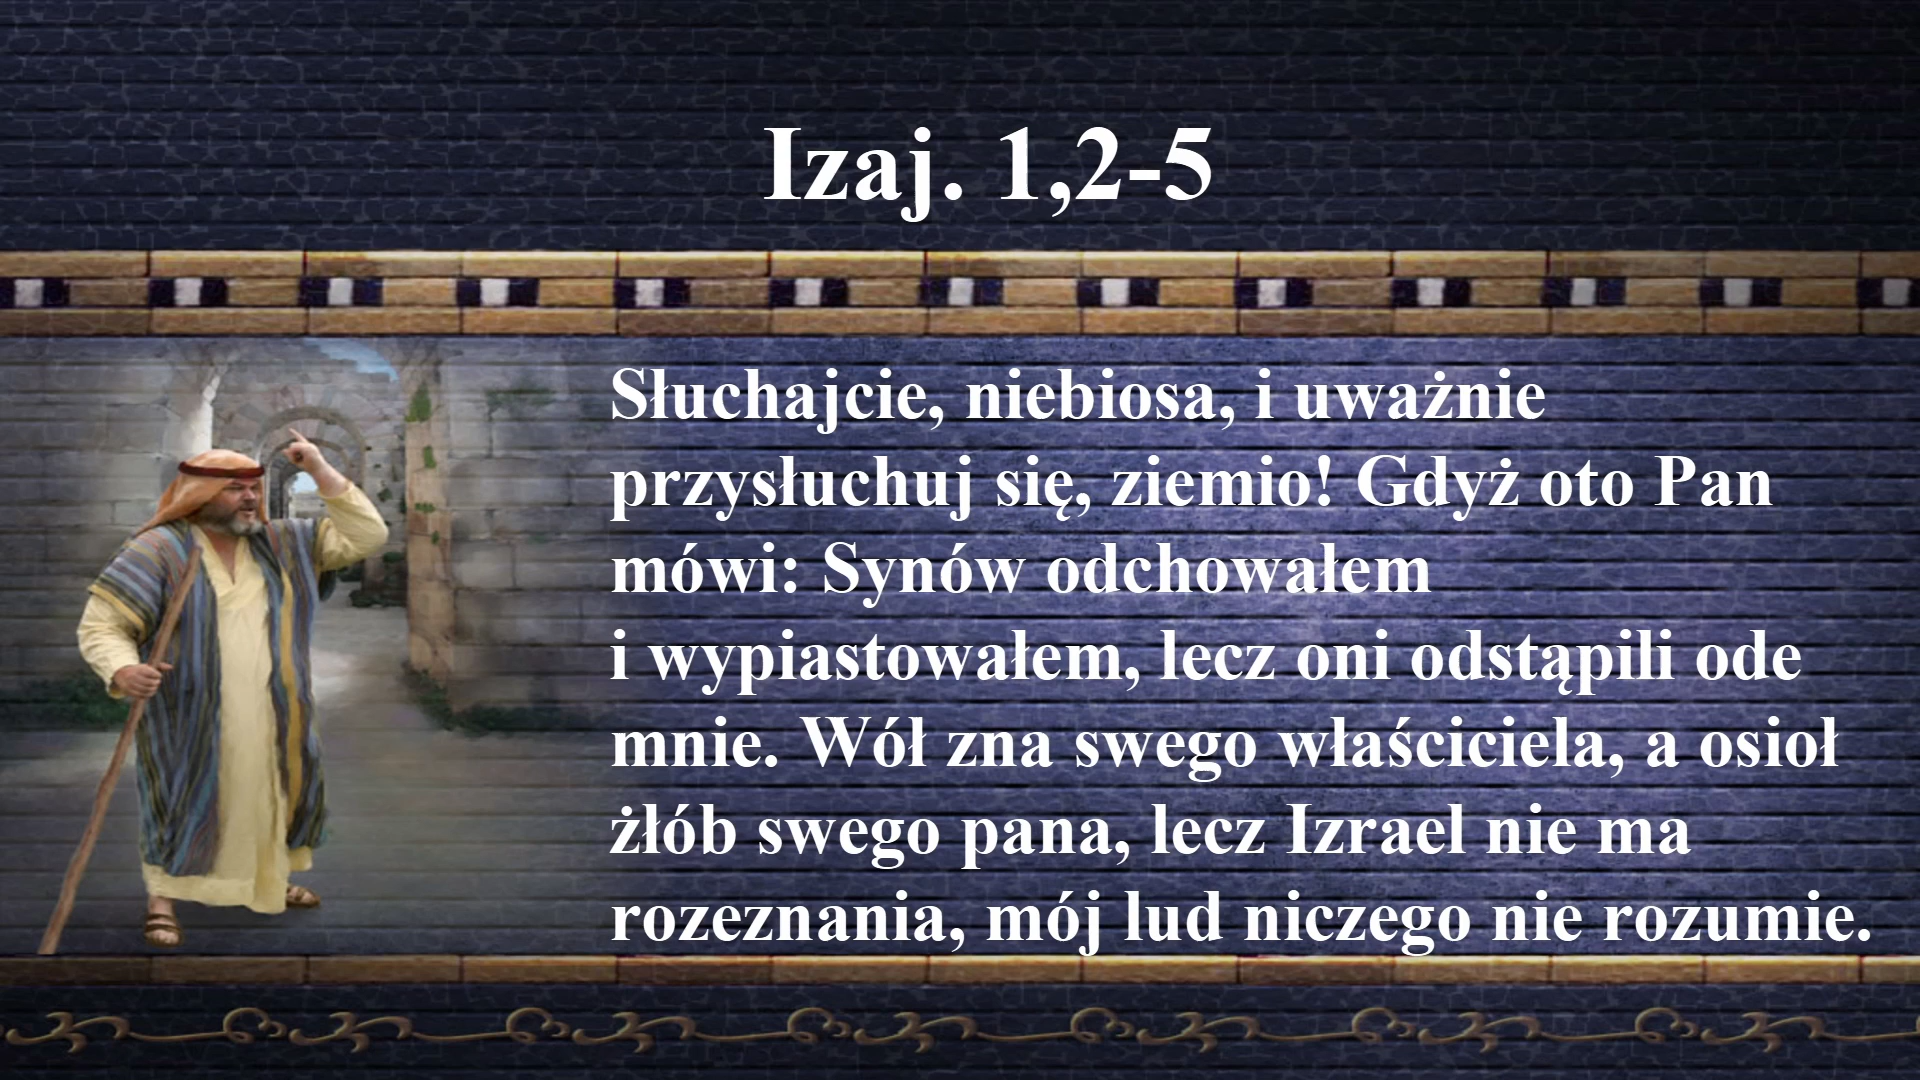 Izaj. 1,2-5
Słuchajcie, niebiosa, i uważnie
przysłuchuj się, ziemio! Gdyż oto Pan
mówi: Synów odchowałem
i wypiastowałem, lecz oni odstąpili ode
mnie. Wół zna swego właściciela, a osioł
żłób swego pana, lecz Izrael nie ma
rozeznania, mój lud niczego nie rozumie.